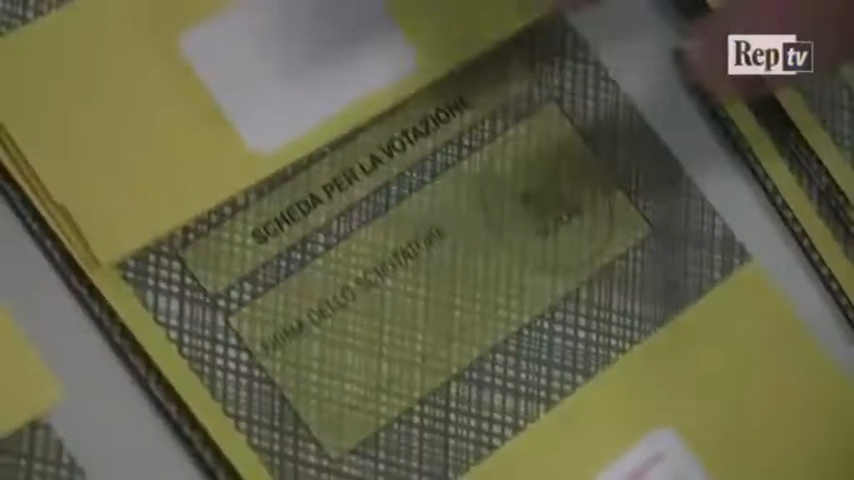 Rep tv
SCHEDA PER LA VOTAZIONE
FIRMA DELLO SCRUTATORE